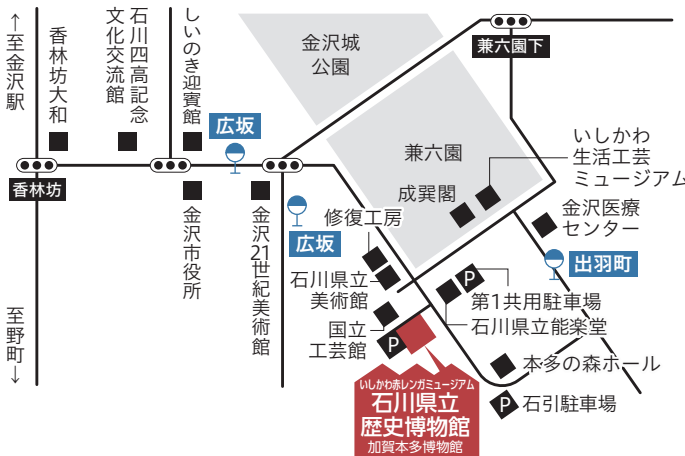 ↑至金沢駅
香林坊大和
石川四高記念
文化交流館
しいのき迎賓館
金沢城
公園
兼六園下
広坂
兼六園
成巽閣
いしかわ
生活工芸
ミュージアム
香林坊
金沢市役所
金沢21世紀美術館
広坂
修復工房
金沢医療
センター
出羽町
石川県立
美術館
P
第1共用駐車場
国立
工芸館
石川県立能楽堂
P
至野町↓
いしかわ赤レンガミュージアム
石川県立
歴史博物館
加賀本多博物館
本多の森ホール
P
石引駐車場